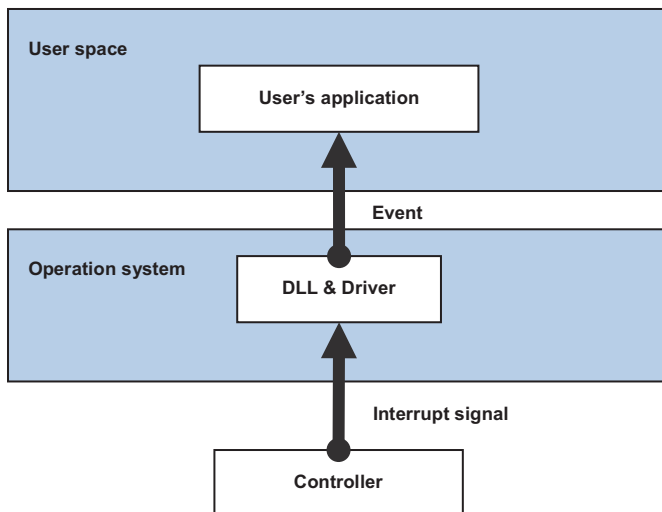 User space
User's application
Event
Operation system
DLL & Driver
Interrupt signal
Controller